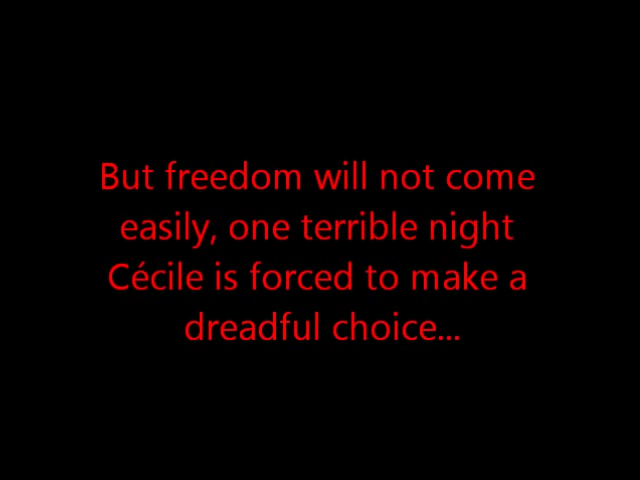 But freedom will not come
easily, one terrible night
Cécile is forced to make a
dreadful choice...